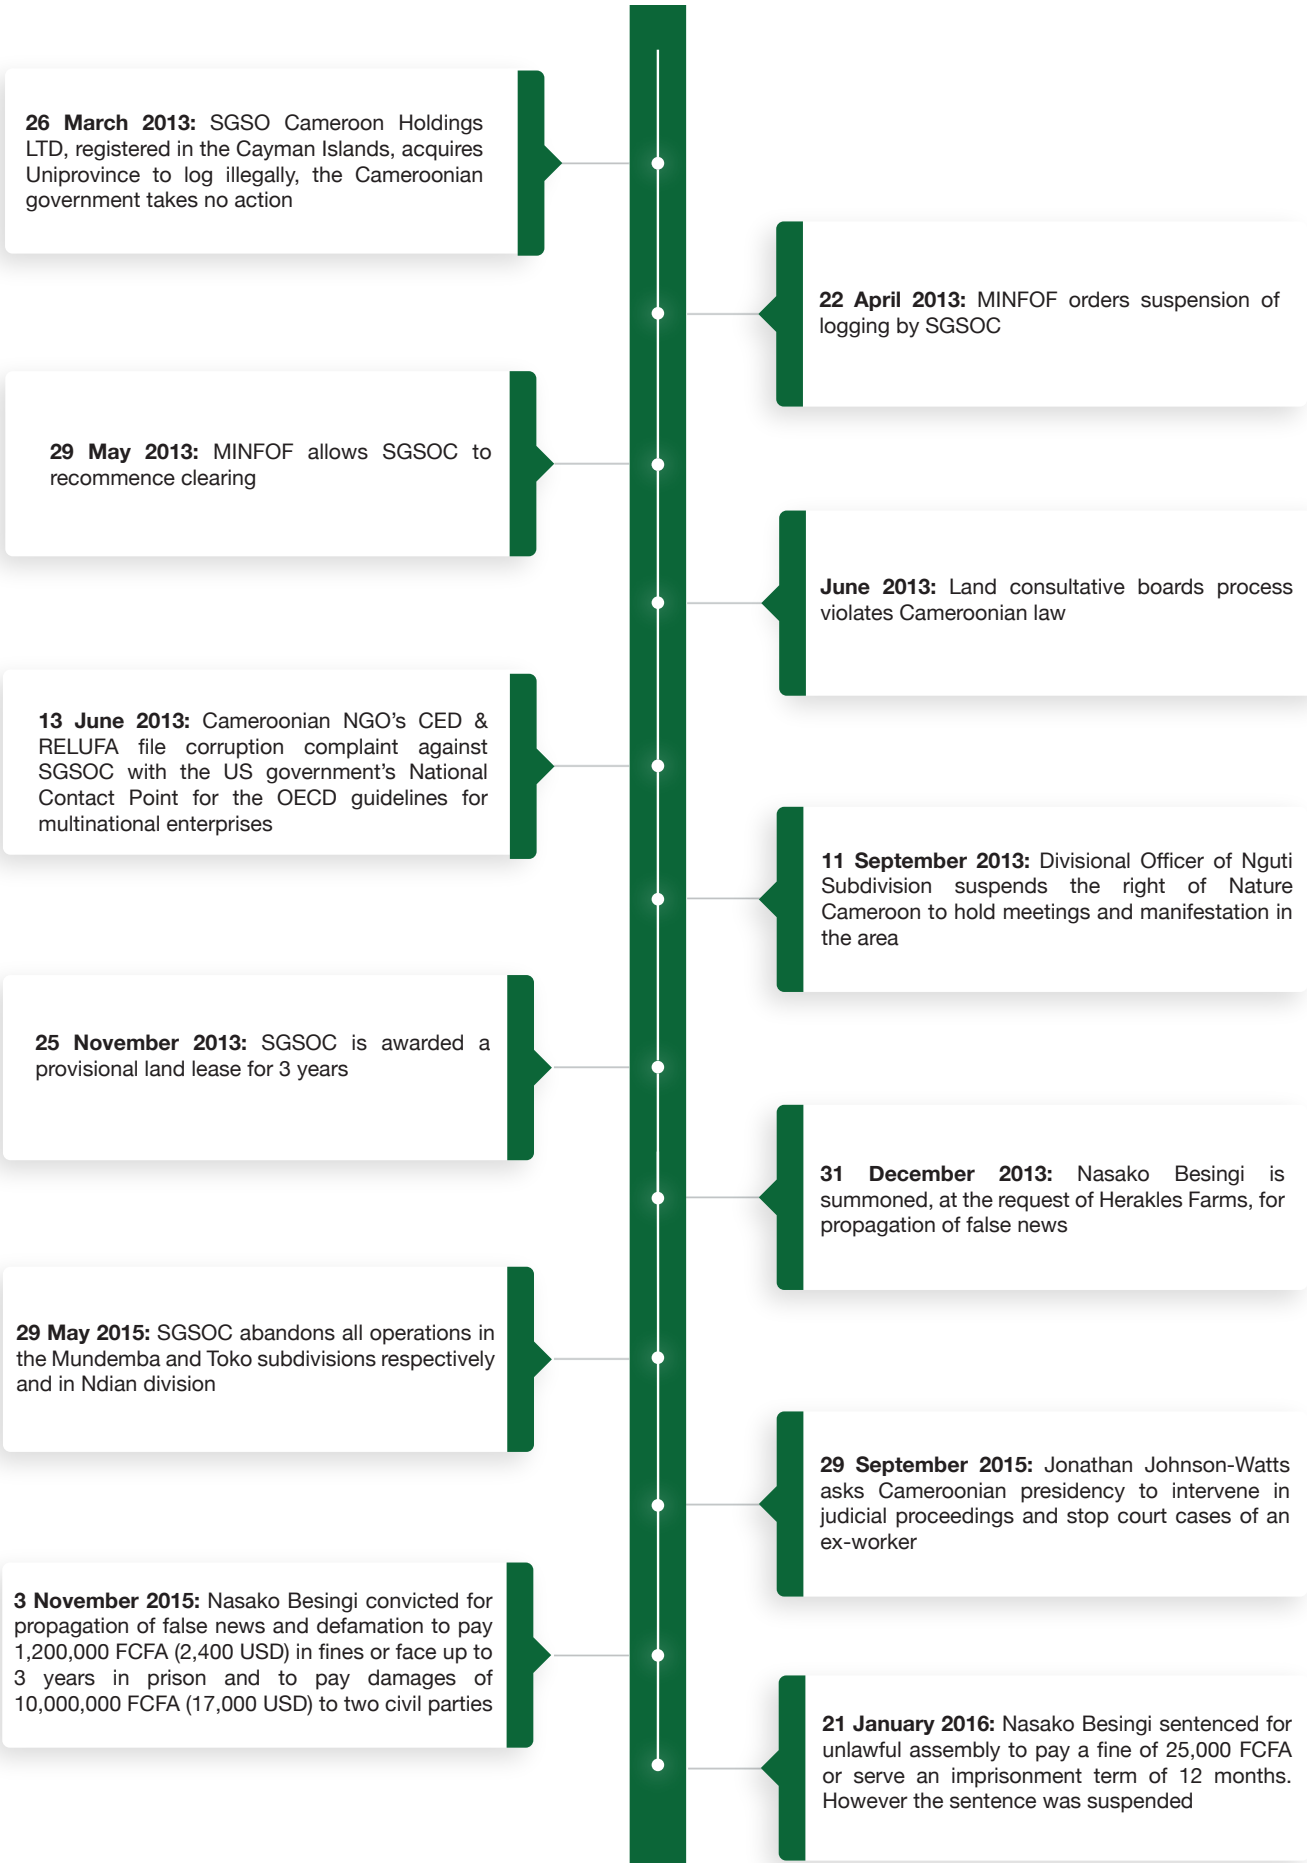 26 March 2013: SGSO Cameroon Holdings
LTD, registered in the Cayman Islands, acquires
Uniprovince to log illegally, the Cameroonian
government takes no action
22 April 2013: MINFOF orders suspension of
logging by SGSOC
29 May 2013: MINFOF allows SGSOC to
recommence clearing
June 2013: Land consultative boards process
violates Cameroonian law
13 June 2013: Cameroonian NGO’s CED &
RELUFA file corruption complaint against
SGSOC with the US government’s National
Contact Point for the OECD guidelines for
multinational enterprises
11 September 2013: Divisional Officer of Nguti
Subdivision suspends the right of Nature
Cameroon to hold meetings and manifestation in
the area
25 November 2013: SGSOC is awarded a
provisional land lease for 3 years
31 December 2013: Nasako Besingi is
summoned, at the request of Herakles Farms, for
propagation of false news
29 May 2015: SGSOC abandons all operations in
the Mundemba and Toko subdivisions respectively
and in Ndian division
29 September 2015: Jonathan Johnson-Watts
asks Cameroonian presidency to intervene in
judicial proceedings and stop court cases of an
ex-worker
3 November 2015: Nasako Besingi convicted for
propagation of false news and defamation to pay
1,200,000 FCFA (2,400 USD) in fines or face up to
3 years in prison and to pay damages of
10,000,000 FCFA (17,000 USD) to two civil parties
21 January 2016: Nasako Besingi sentenced for
unlawful assembly to pay a fine of 25,000 FCFA
or serve an imprisonment term of 12 months.
However the sentence was suspended